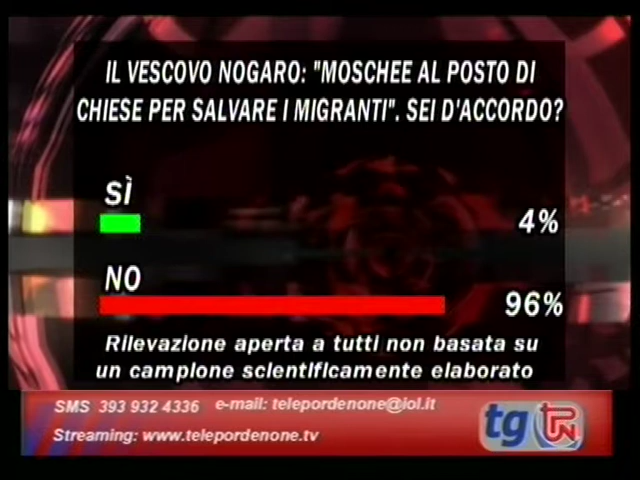 IL VESCOVO NOGARO: "MOSCHEE AL POSTO DI
CHIESE PER SALVARE I MIGRANTI". SEI D'ACCORDO?
SÌ
4%
NO
96%
Rilevazione aperta a tutti non basata su
un campione scientificamente elaborato
SMS 393 932 4336 e-mail: telepordenone@iol.it
Streaming: www.telepordenone.tv
tg TPN